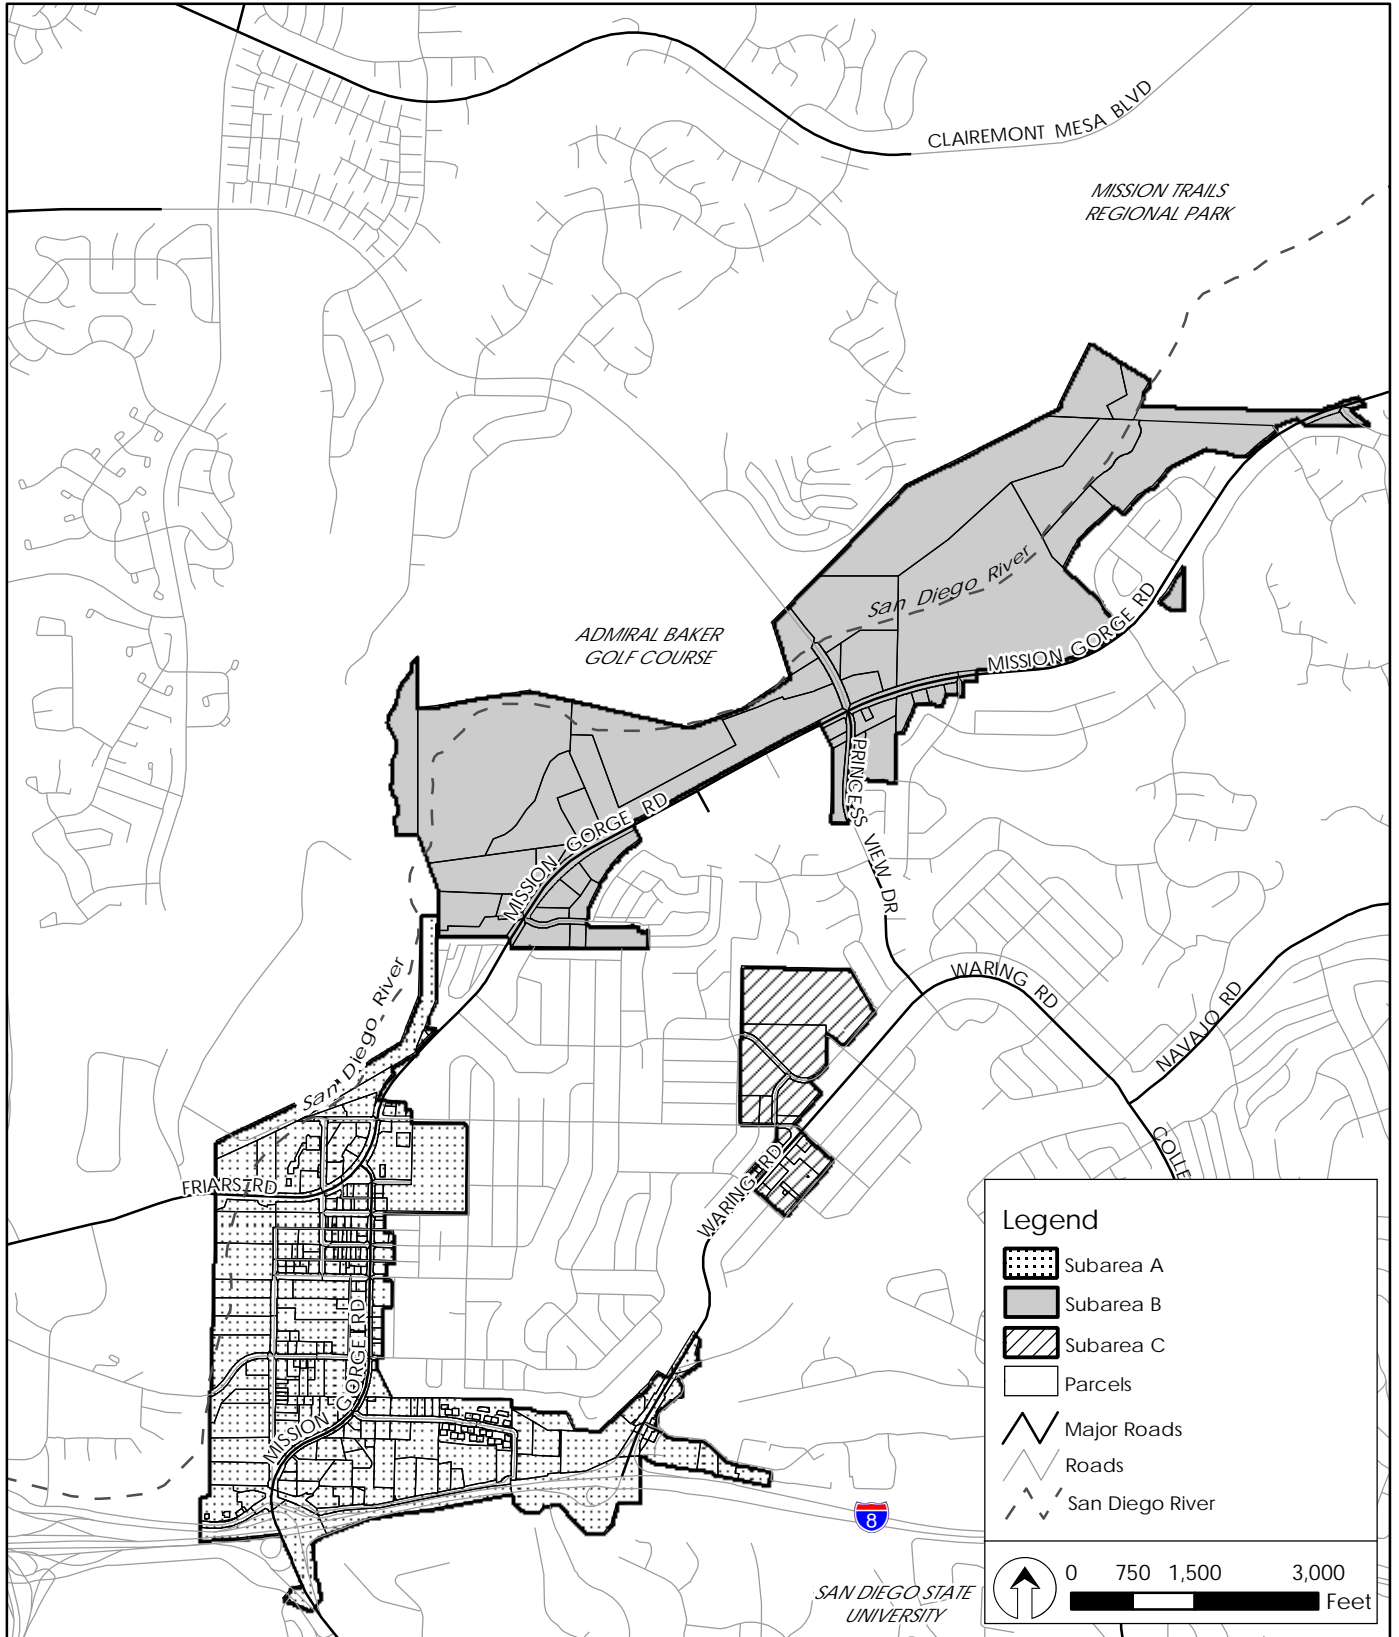 CLAIREMONT MESA BLVD
MISSION TRAILS
REGIONAL PARK
San Diego River
ADMIRAL BAKER
GOLF COURSE
MISSION GORGE RD
PRINCESS VIEW DR
MISSION GORGE RD
WARING RD
NAVAJO RD
San Diego River
COLLE
FRIARS RD
WARING RD
MISSION GORGE RD
Legend
Subarea A
Subarea B
Subarea C
Parcels
Major Roads
Roads
San Diego River
8
0 750 1,500 3,000
Feet
SAN DIEGO STATE
UNIVERSITY